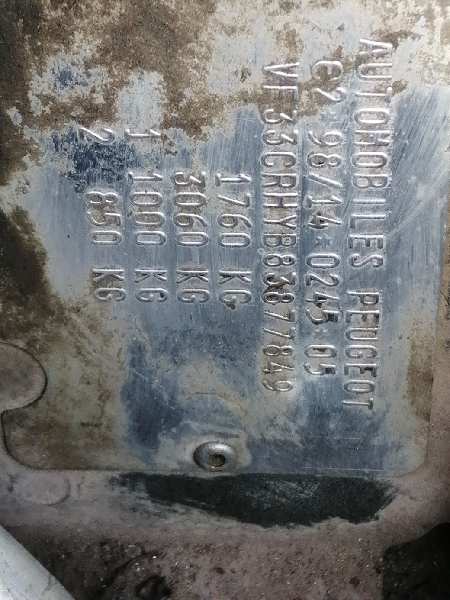 AUTOMOBILES PEUGEOT
e2*98/14*0245*05
VF33CRHYB83877849
1760 KG
3060 KG
1 1000 KG
2 850 KG